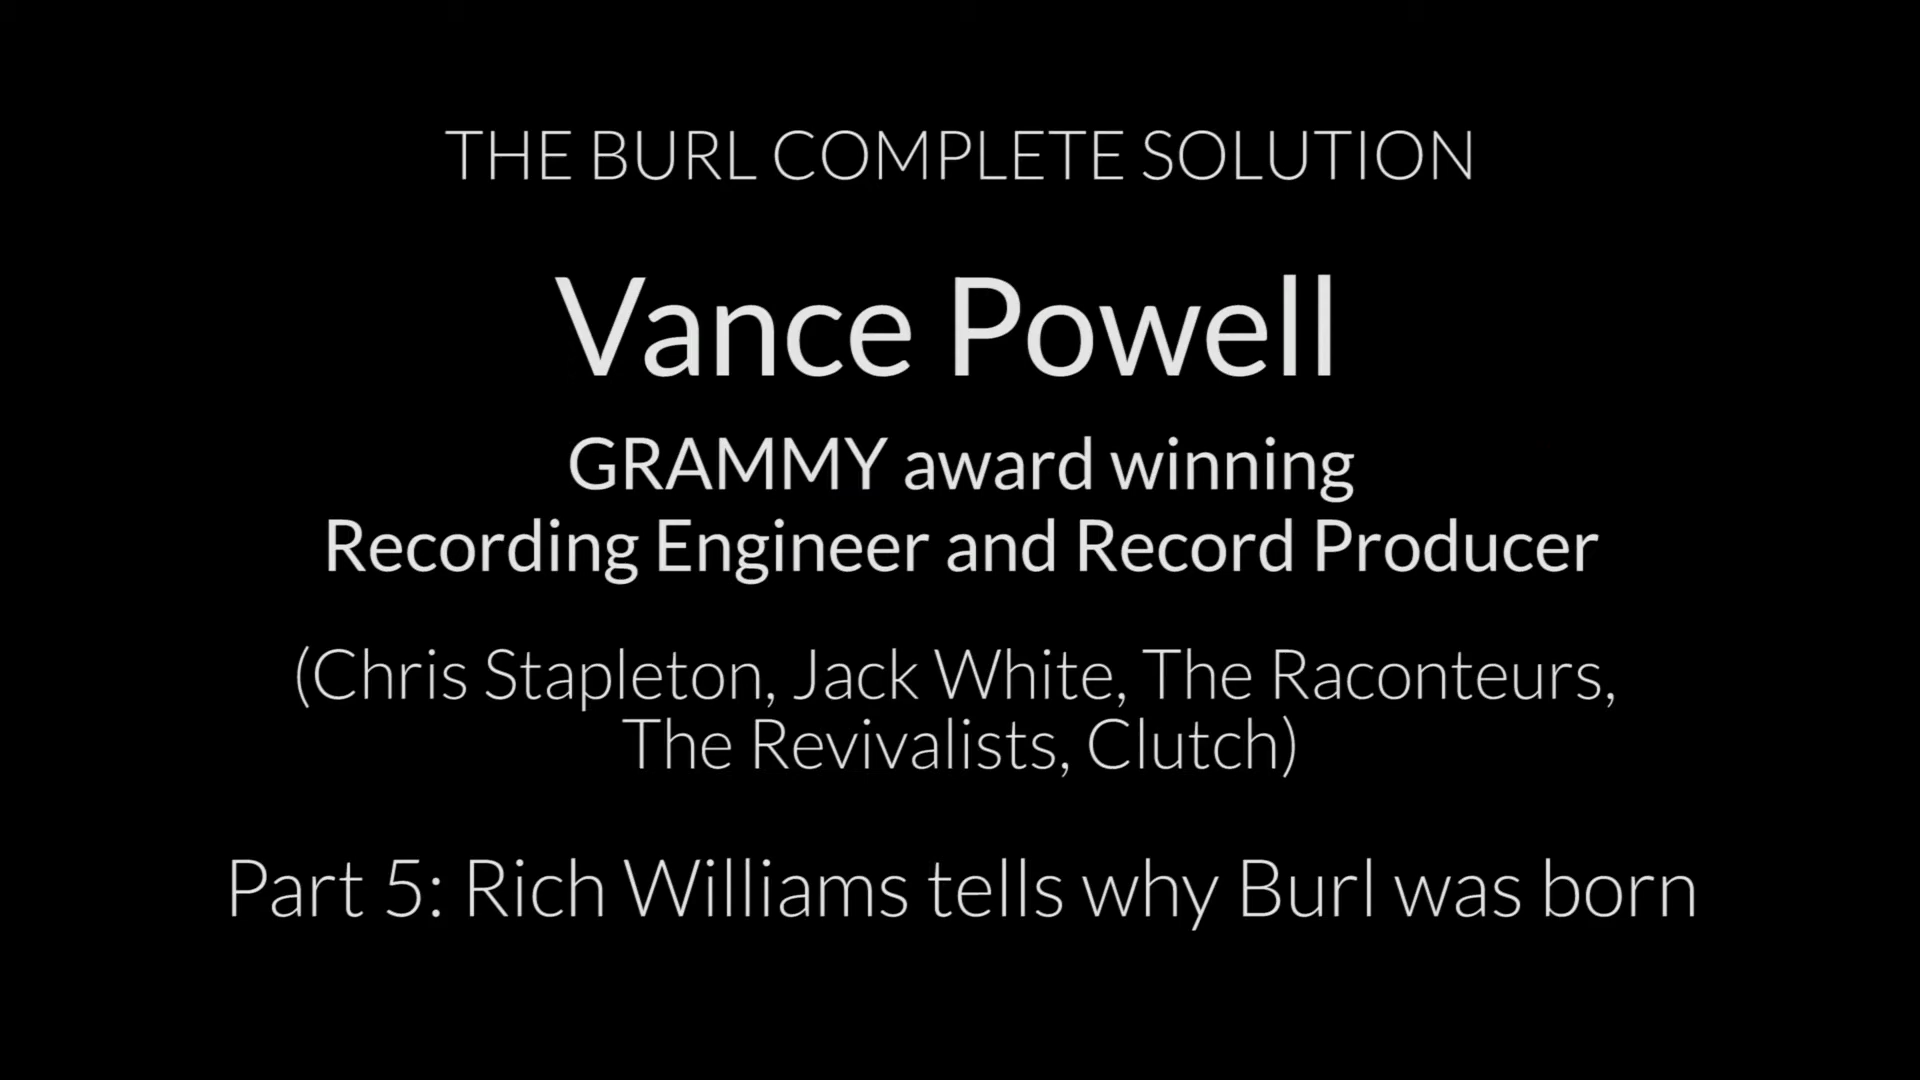 THE BURL COMPLETE SOLUTION
Vance Powell
GRAMMY award winning
Recording Engineer and Record Producer
(Chris Stapleton, Jack White, The Raconteurs,
The Revivalists, Clutch)
Part 5: Rich Williams tells why Burl was born